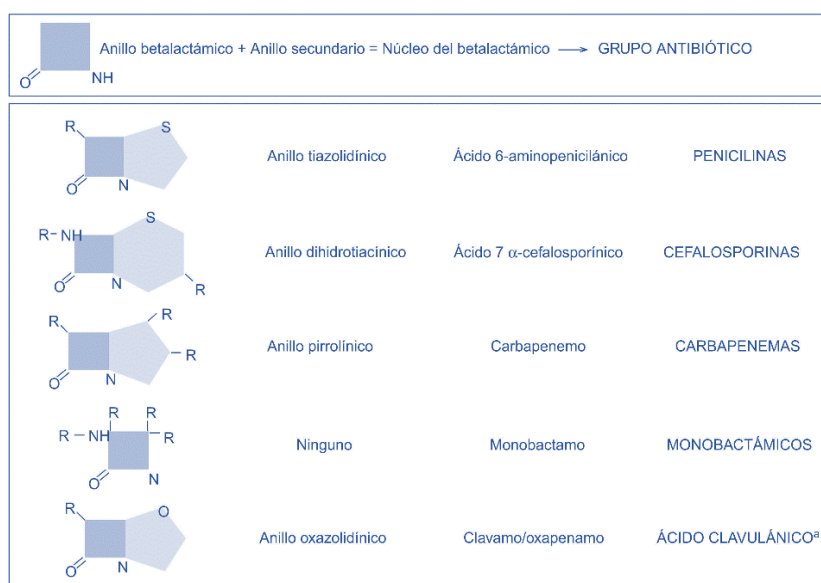 Anillo betalactámico + Anillo secundario = Núcleo del betalactámico → GRUPO ANTIBIÓTICO
O
NH
R
S
O
N
Anillo tiazolidínico Ácido 6-aminopenicilánico PENICILINAS
S
R-NH
O
N
R
Anillo dihidrotiacínico Ácido 7 α-cefalosporínico CEFALOSPORINAS
R
R
R
O
N
Anillo pirrolínico Carbapenemo CARBAPENEMAS
R R
R-NH R
O
N
Ninguno Monobactamo MONOBACTÁMICOS
R
O
O
N
Anillo oxazolidínico Clavamo/oxapenamo ÁCIDO CLAVULÁNICOª